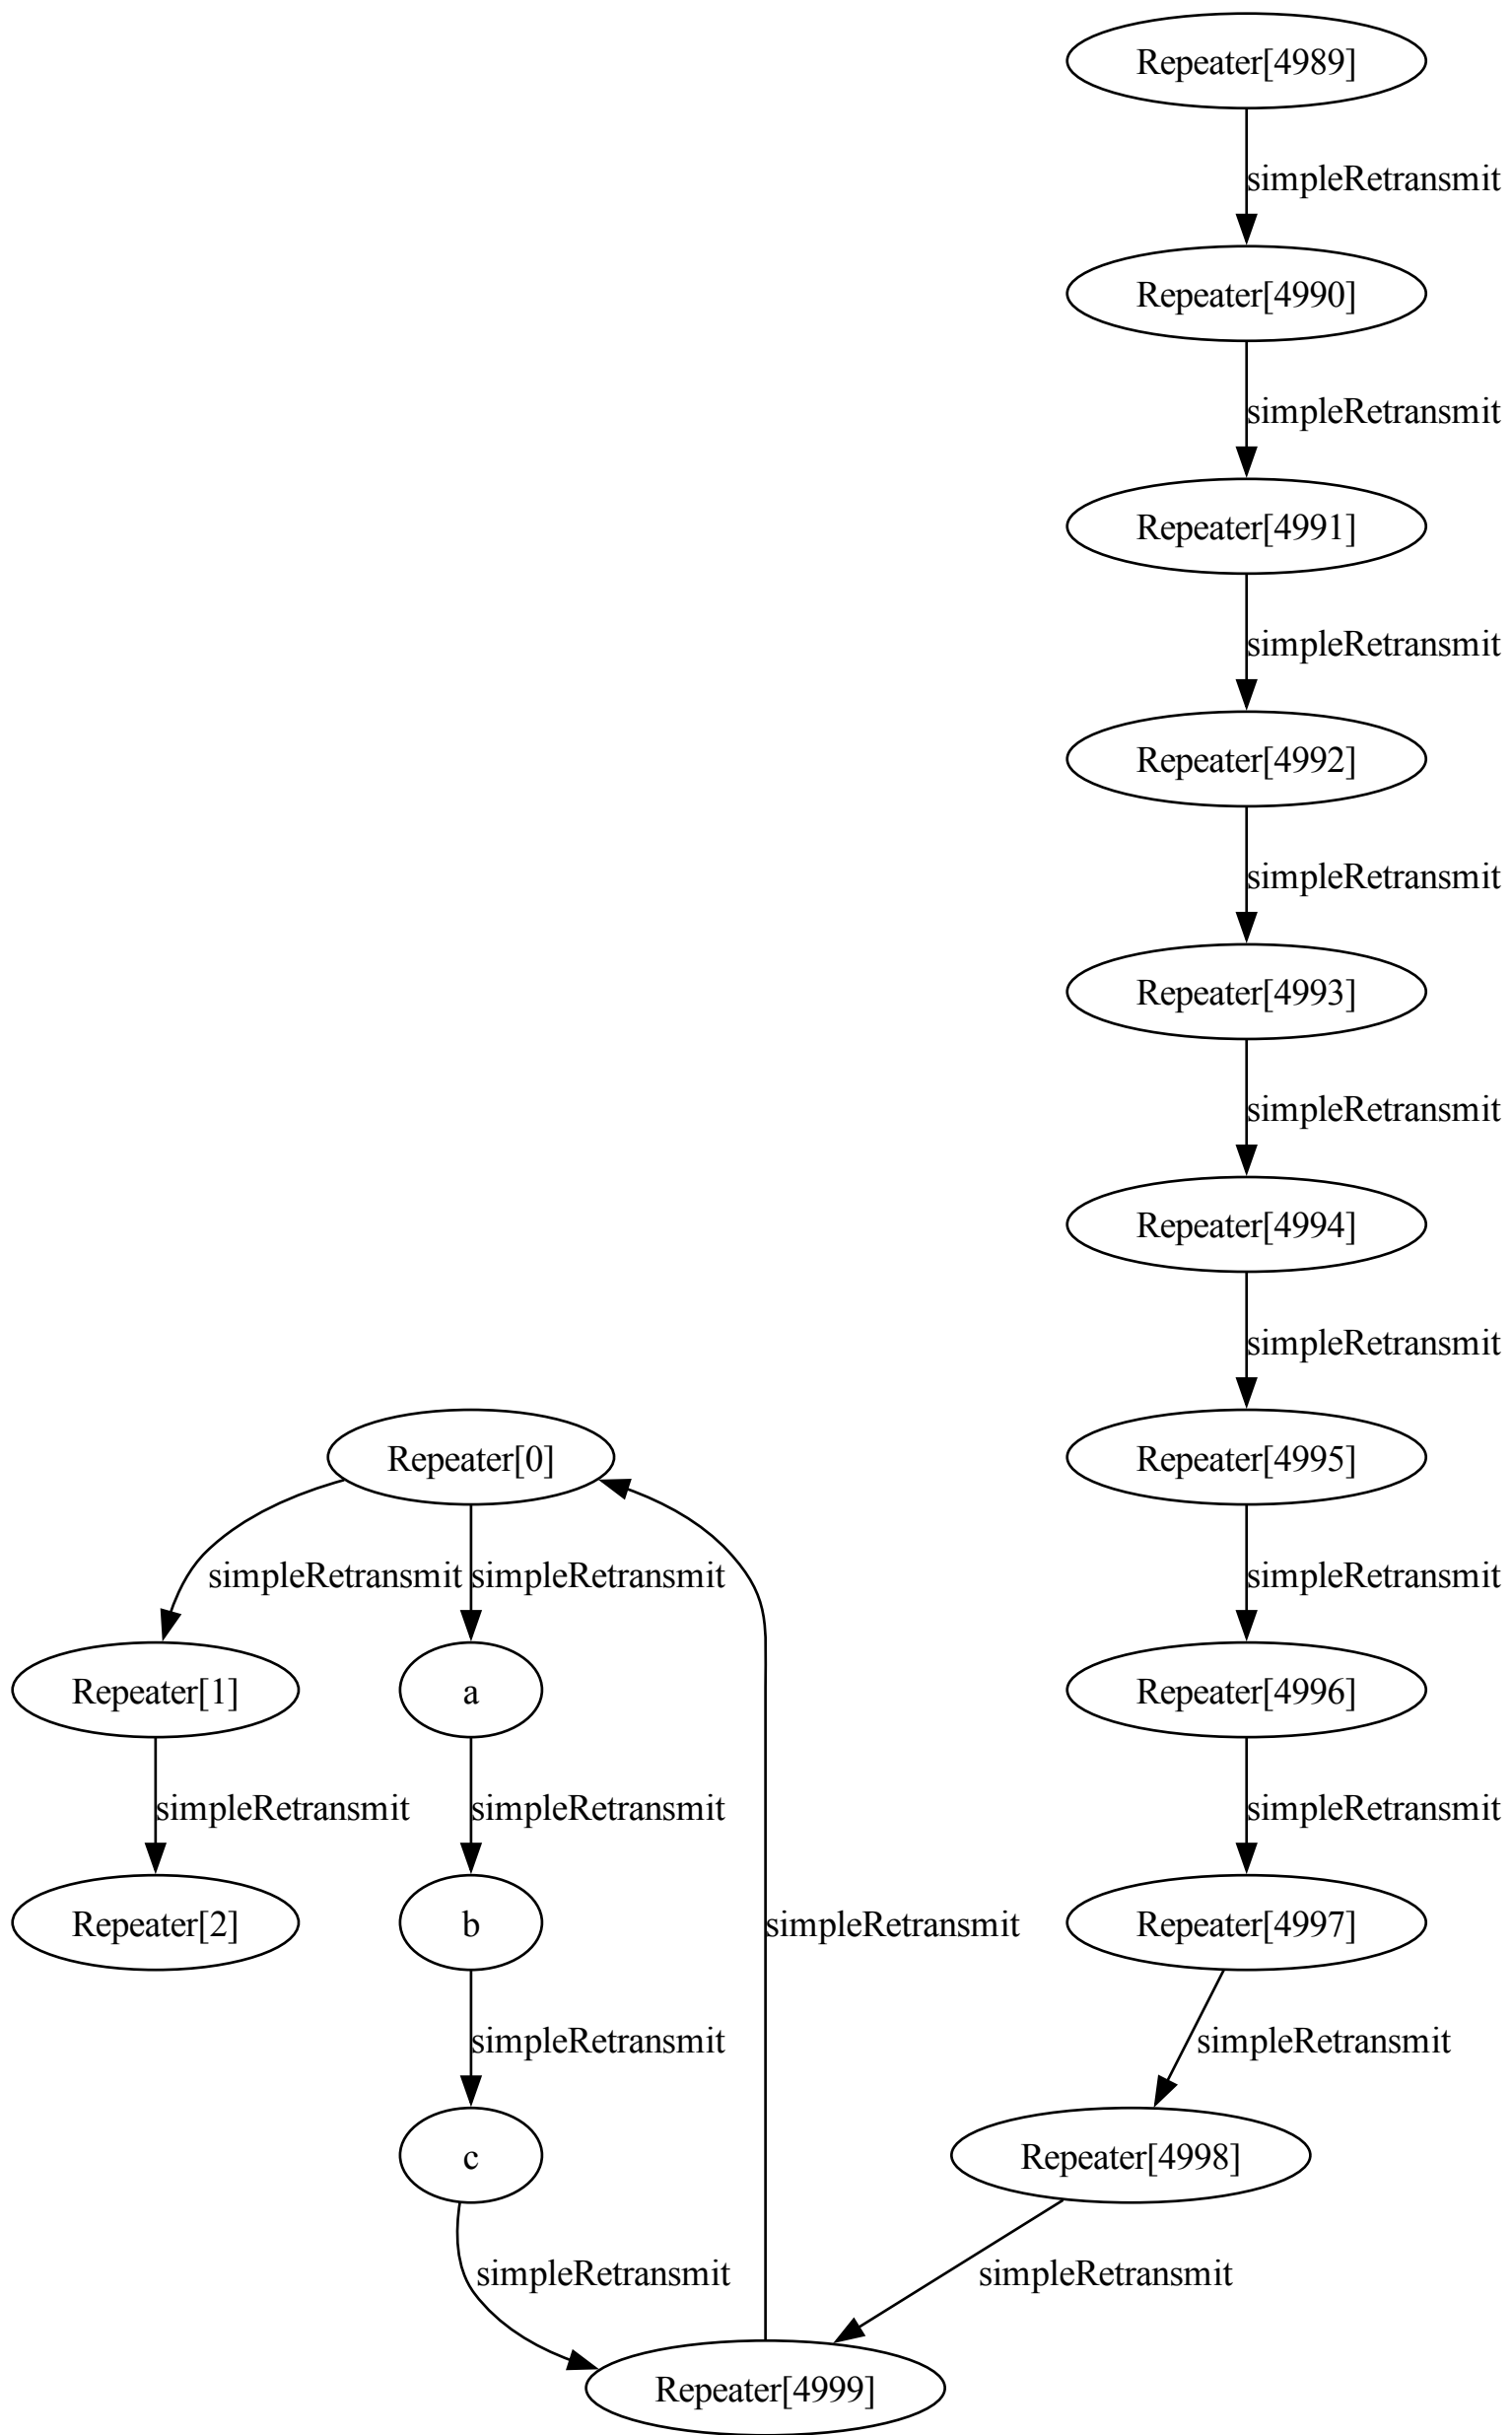 Repeater[4989]
simpleRetransmit
Repeater[4990]
simpleRetransmit
Repeater[4991]
simpleRetransmit
Repeater[4992]
simpleRetransmit
Repeater[4993]
simpleRetransmit
Repeater[4994]
simpleRetransmit
Repeater[0]
Repeater[4995]
simpleRetransmit
simpleRetransmit
simpleRetransmit
Repeater[1]
a
Repeater[4996]
simpleRetransmit
simpleRetransmit
simpleRetransmit
Repeater[2]
b
simpleRetransmit
Repeater[4997]
simpleRetransmit
simpleRetransmit
c
Repeater[4998]
simpleRetransmit
simpleRetransmit
Repeater[4999]